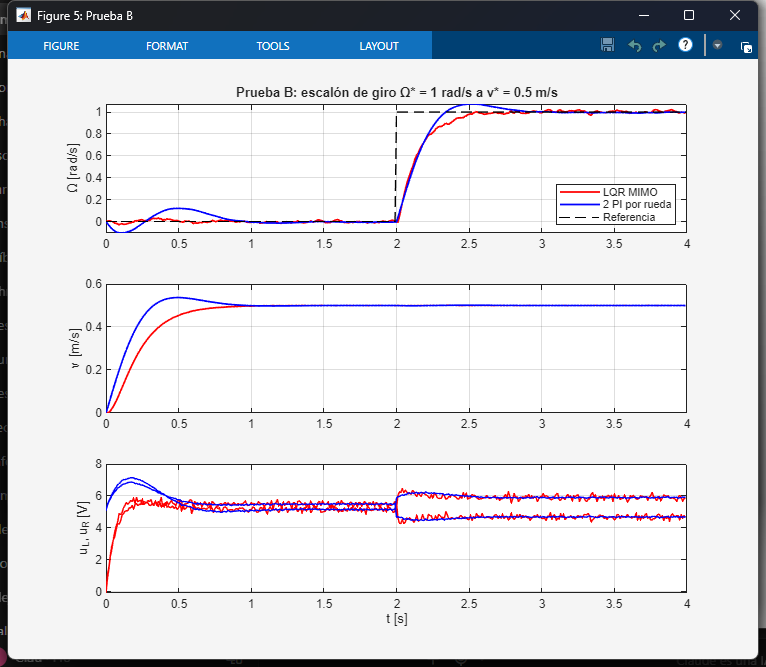 Figure 5: Prueba B
FIGURE FORMAT TOOLS LAYOUT
Prueba B: escalón de giro Ω* = 1 rad/s a v* = 0.5 m/s
Ω [rad/s]
1
0.8
0.6
0.4
0.2
0
LQR MIMO
2 PI por rueda
Referencia
0 0.5 1 1.5 2 2.5 3 3.5 4
v [m/s]
0.6
0.4
0.2
0
0 0.5 1 1.5 2 2.5 3 3.5 4
uL, uR [V]
8
6
4
2
0
0 0.5 1 1.5 2 2.5 3 3.5 4
t [s]